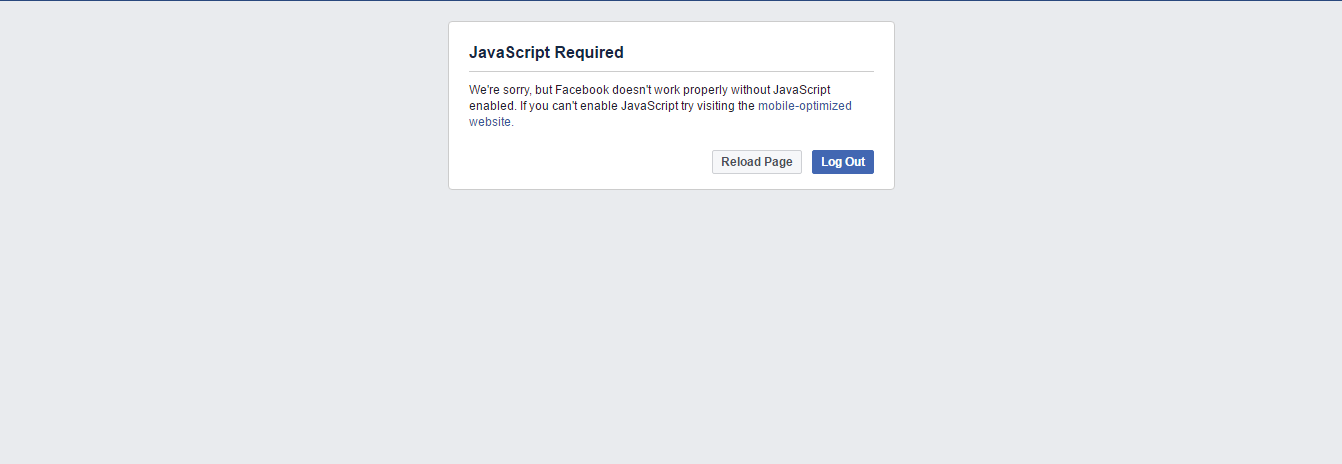 JavaScript Required
We're sorry, but Facebook doesn't work properly without JavaScript
enabled. If you can't enable JavaScript try visiting the mobile-optimized
website.
Reload Page Log Out